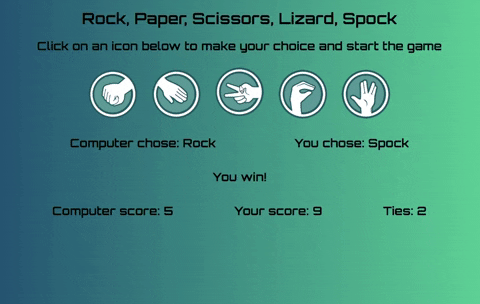 Rock, Paper, Scissors, Lizard, Spock
Click on an icon below to make your choice and start the game
Computer chose: Rock You chose: Spock
You win!
Computer score: 5 Your score: 9 Ties: 2